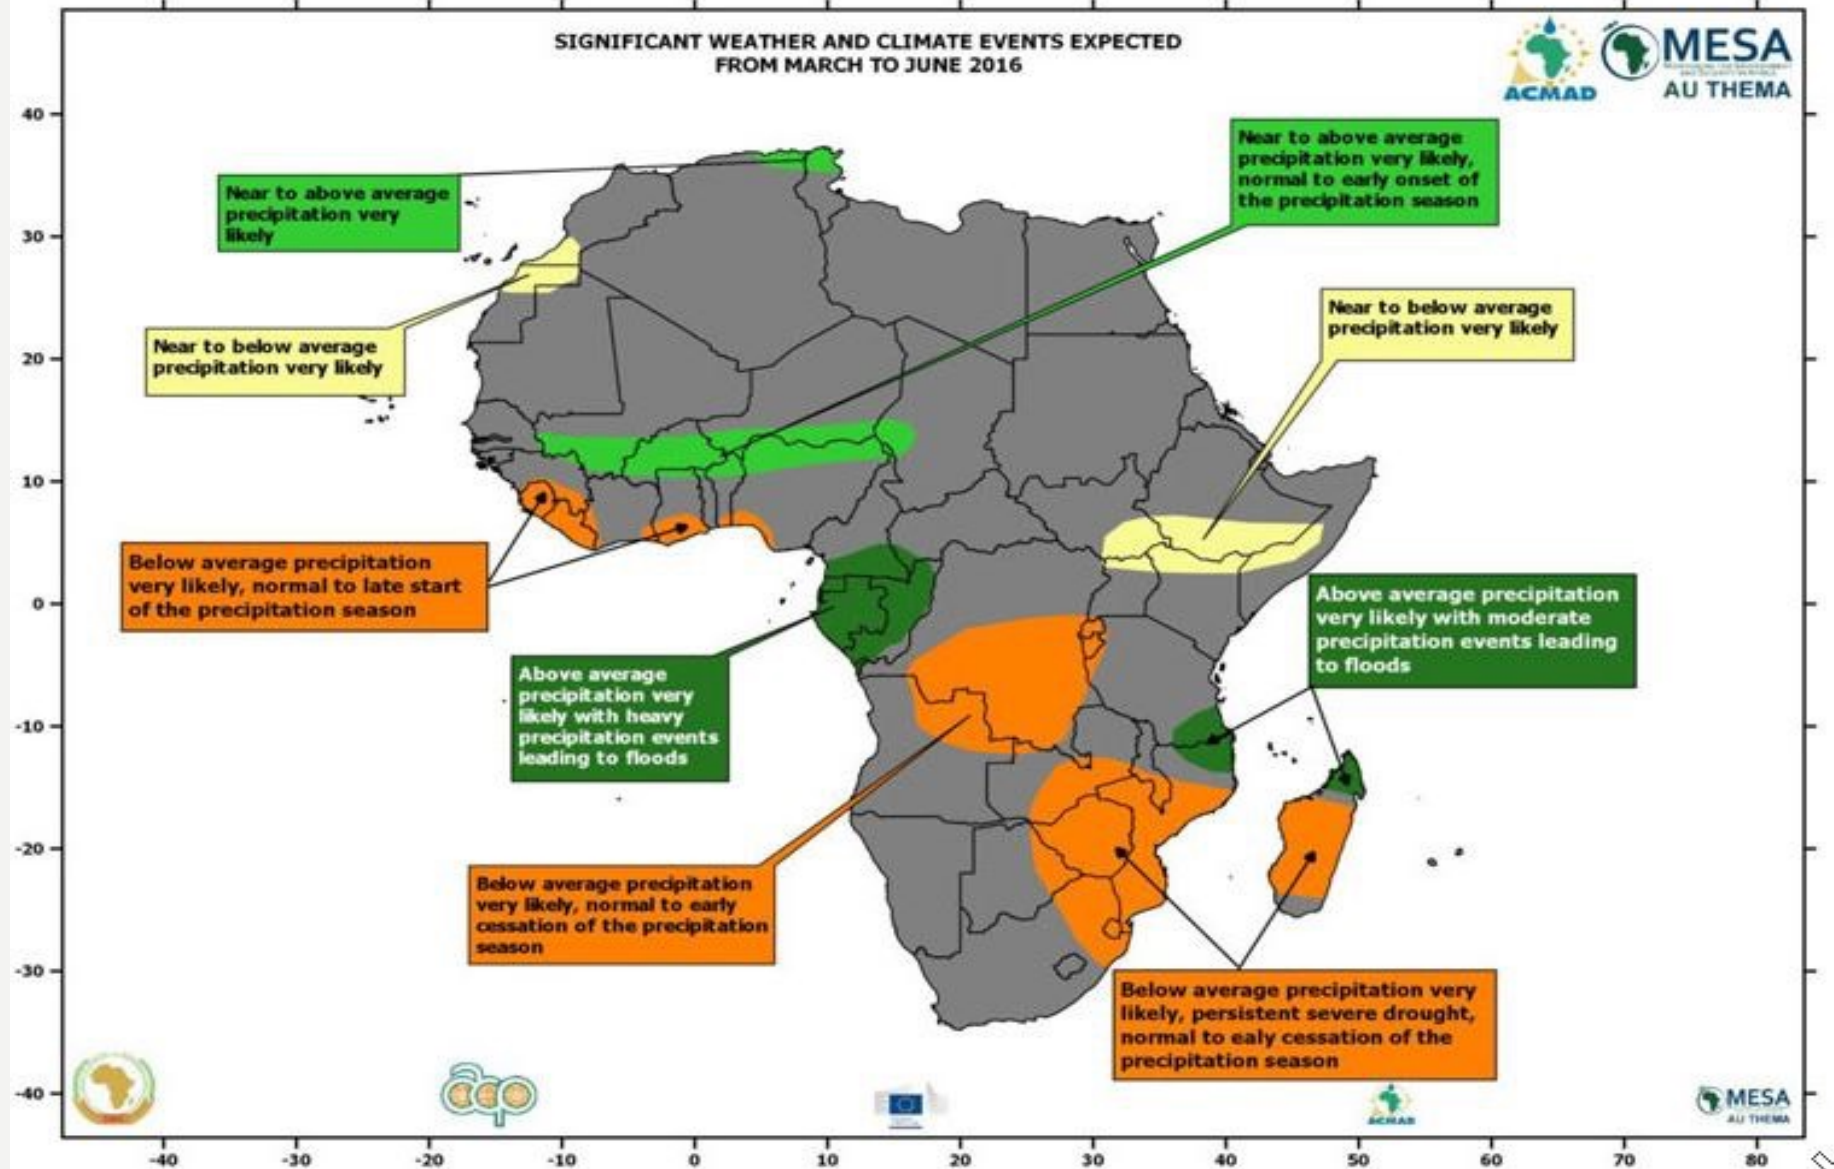 SIGNIFICANT WEATHER AND CLIMATE EVENTS EXPECTED
FROM MARCH TO JUNE 2016
ACMAD
MESA
AU THEMA
40
30
20
10
0
-10
-20
-30
-40
Near to above average
precipitation very
likely
Near to above average
precipitation very likely,
normal to early onset of
the precipitation season
Near to below average
precipitation very likely
Near to below average
precipitation very likely
Below average precipitation
very likely, normal to late start
of the precipitation season
Above average precipitation
very likely with moderate
precipitation events leading
to floods
Above average
precipitation very
likely with heavy
precipitation events
leading to floods
Below average precipitation
very likely, normal to early
cessation of the precipitation
season
Below average precipitation very
likely, persistent severe drought,
normal to ealy cessation of the
precipitation season
acp
ACMAD
MESA
AU THEMA
-40
-30
-20
-10
0
10
20
30
40
50
60
70
80